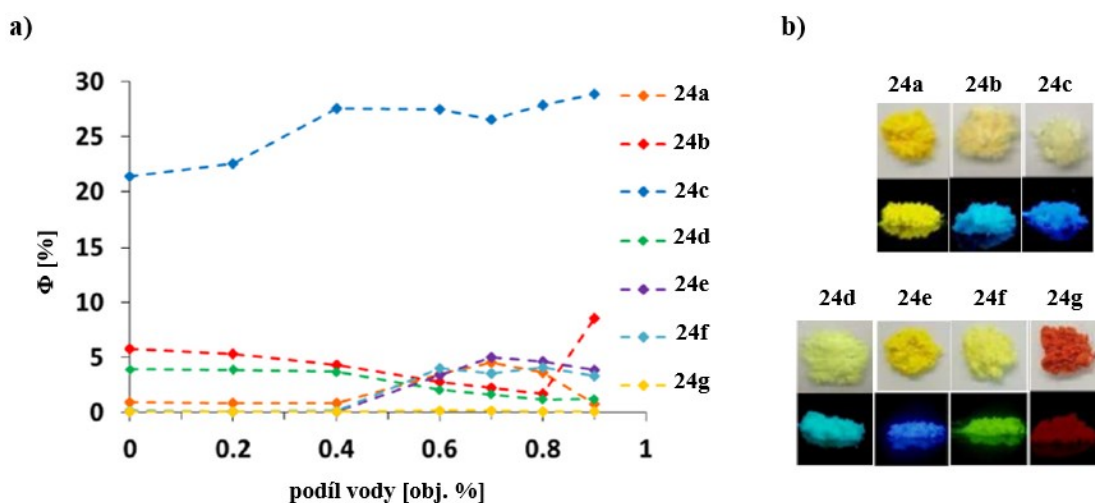 a)
b)
30
25
20
15
10
5
0
Φ [%]
0 0.2 0.4 0.6 0.8 1
podíl vody [obj. %]
24a
24b
24c
24d
24e
24f
24g
24a 24b 24c
24d 24e 24f 24g